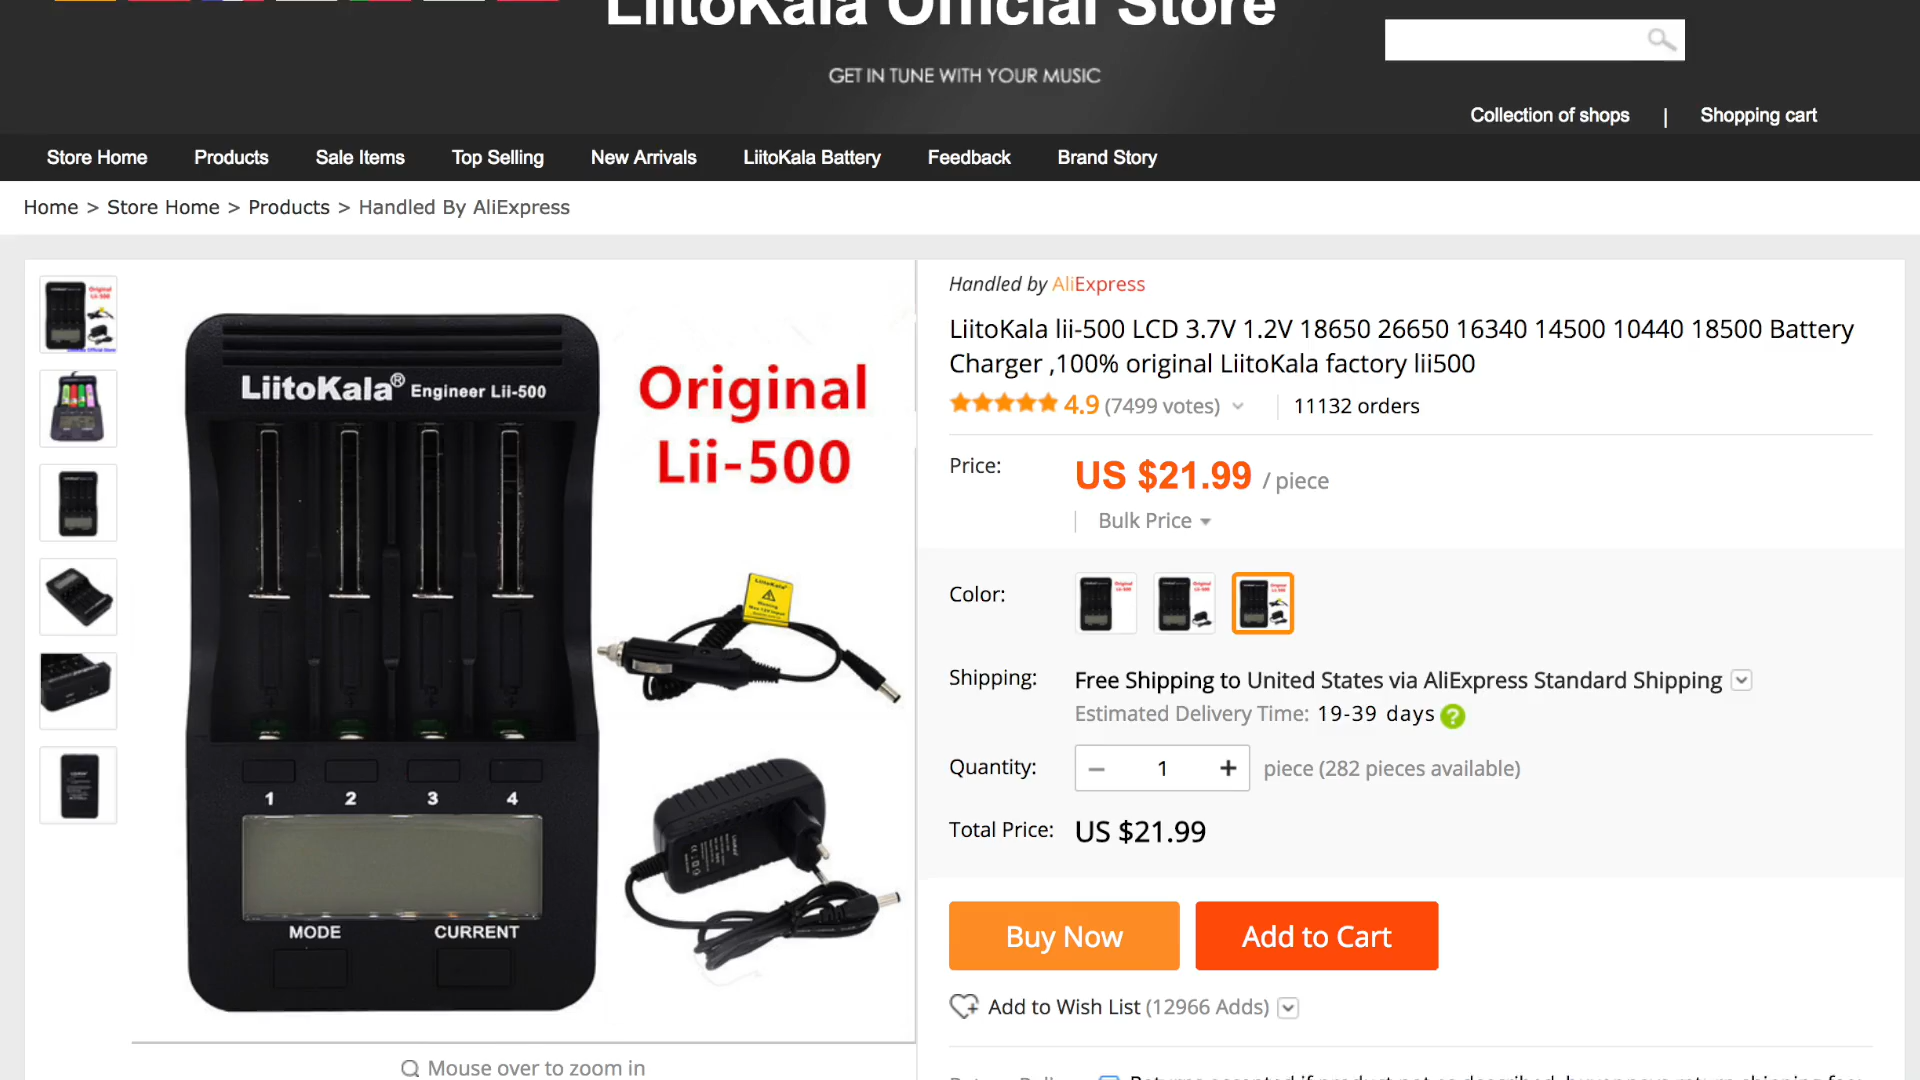 LiitoKala Official Store
GET IN TUNE WITH YOUR MUSIC
Collection of shops | Shopping cart
Store Home Products Sale Items Top Selling New Arrivals LiitoKala Battery Feedback Brand Story
Home > Store Home > Products > Handled By AliExpress
LiitoKala® Engineer Lii-500
1 2 3 4
MODE CURRENT
Original
Lii-500
LiitoKala
Warning
Mouse over to zoom in
Handled by AliExpress
LiitoKala lii-500 LCD 3.7V 1.2V 18650 26650 16340 14500 10440 18500 Battery
Charger ,100% original LiitoKala factory lii500
4.9 (7499 votes) 11132 orders
Price: US $21.99 / piece
Bulk Price
Color:
Shipping: Free Shipping to United States via AliExpress Standard Shipping
Estimated Delivery Time: 19-39 days ?
Quantity: − 1 + piece (282 pieces available)
Total Price: US $21.99
Buy Now Add to Cart
Add to Wish List (12966 Adds)